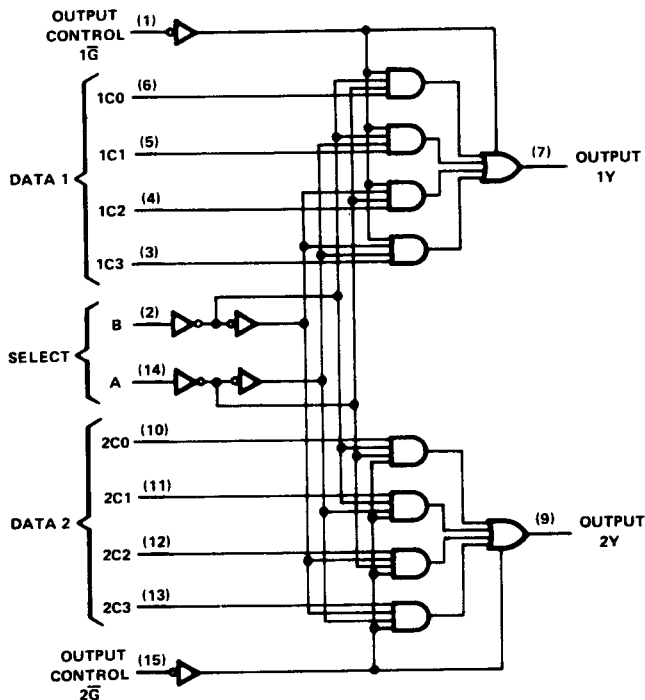 OUTPUT
CONTROL
1G̅
(1)
DATA 1
1C0 (6)
1C1 (5)
1C2 (4)
1C3 (3)
(7)
OUTPUT
1Y
SELECT
B (2)
A (14)
DATA 2
2C0 (10)
2C1 (11)
2C2 (12)
2C3 (13)
(9)
OUTPUT
2Y
OUTPUT
CONTROL
2G̅
(15)